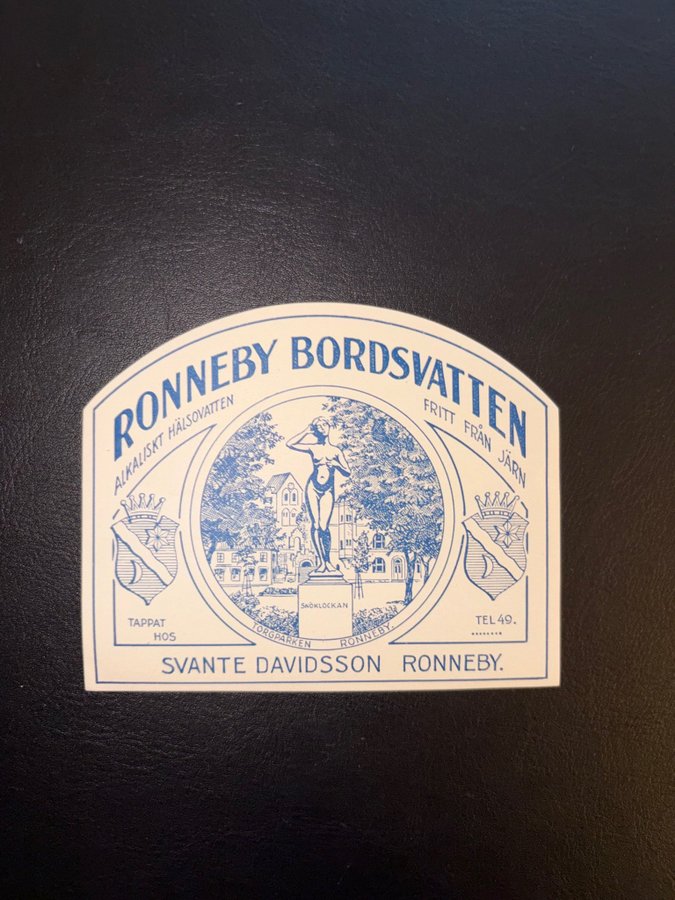 RONNEBY BORDSVATTEN
ALKALISKT HÄLSOVATTEN
FRITT FRÅN JÄRN
SNÖKLOCKAN
TORGPARKEN RONNEBY.
TAPPAT
HOS
TEL 49.
SVANTE DAVIDSSON RONNEBY.